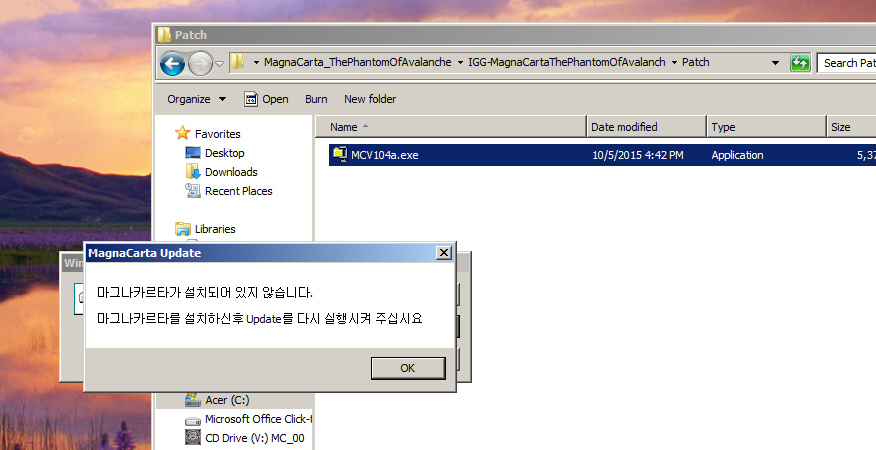 Patch
MagnaCarta_ThePhantomOfAvalanche
IGG-MagnaCartaThePhantomOfAvalanch
Patch
Search Pat
Organize
Open
Burn
New folder
Favorites
Desktop
Downloads
Recent Places
Libraries
Name
Date modified
Type
Size
MCV104a.exe
10/5/2015 4:42 PM
Application
5,37
Win
MagnaCarta Update
마그나카르타가 설치되어 있지 않습니다.
마그나카르타를 설치하신후 Update를 다시 실행시켜 주십시요
OK
Acer (C:)
Microsoft Office Click-t
CD Drive (V:) MC_00